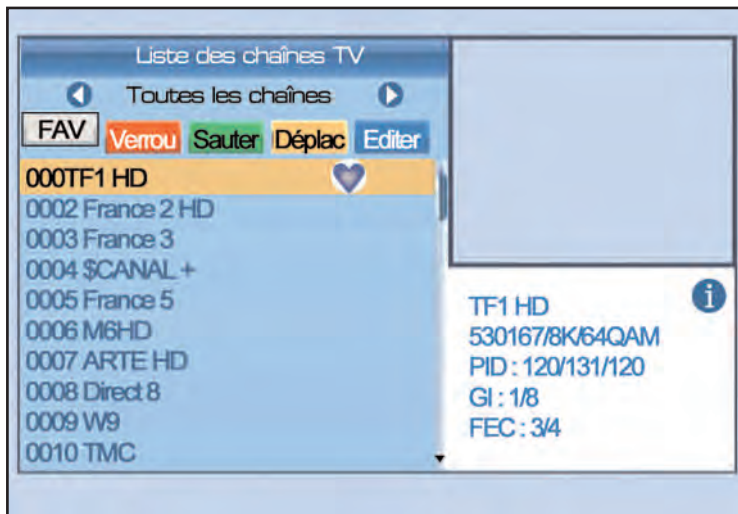 Liste des chaînes TV
Toutes les chaînes
FAV Verrou Sauter Déplac Editer
000TF1 HD
0002 France 2 HD
0003 France 3
0004 $CANAL +
0005 France 5
0006 M6HD
0007 ARTE HD
0008 Direct 8
0009 W9
0010 TMC
i
TF1 HD
530167/8K/64QAM
PID : 120/131/120
GI : 1/8
FEC : 3/4